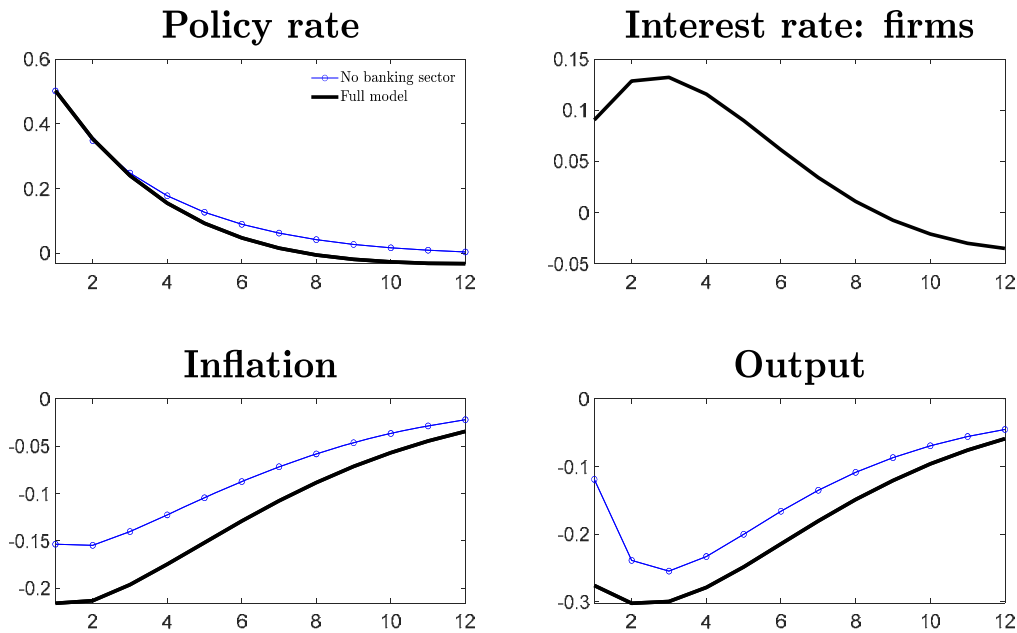 Policy rate
0.6
0.4
0.2
0
2 4 6 8 10 12
No banking sector
Full model
Interest rate: firms
0.15
0.1
0.05
0
-0.05
2 4 6 8 10 12
Inflation
0
-0.05
-0.1
-0.15
-0.2
2 4 6 8 10 12
Output
0
-0.1
-0.2
-0.3
2 4 6 8 10 12